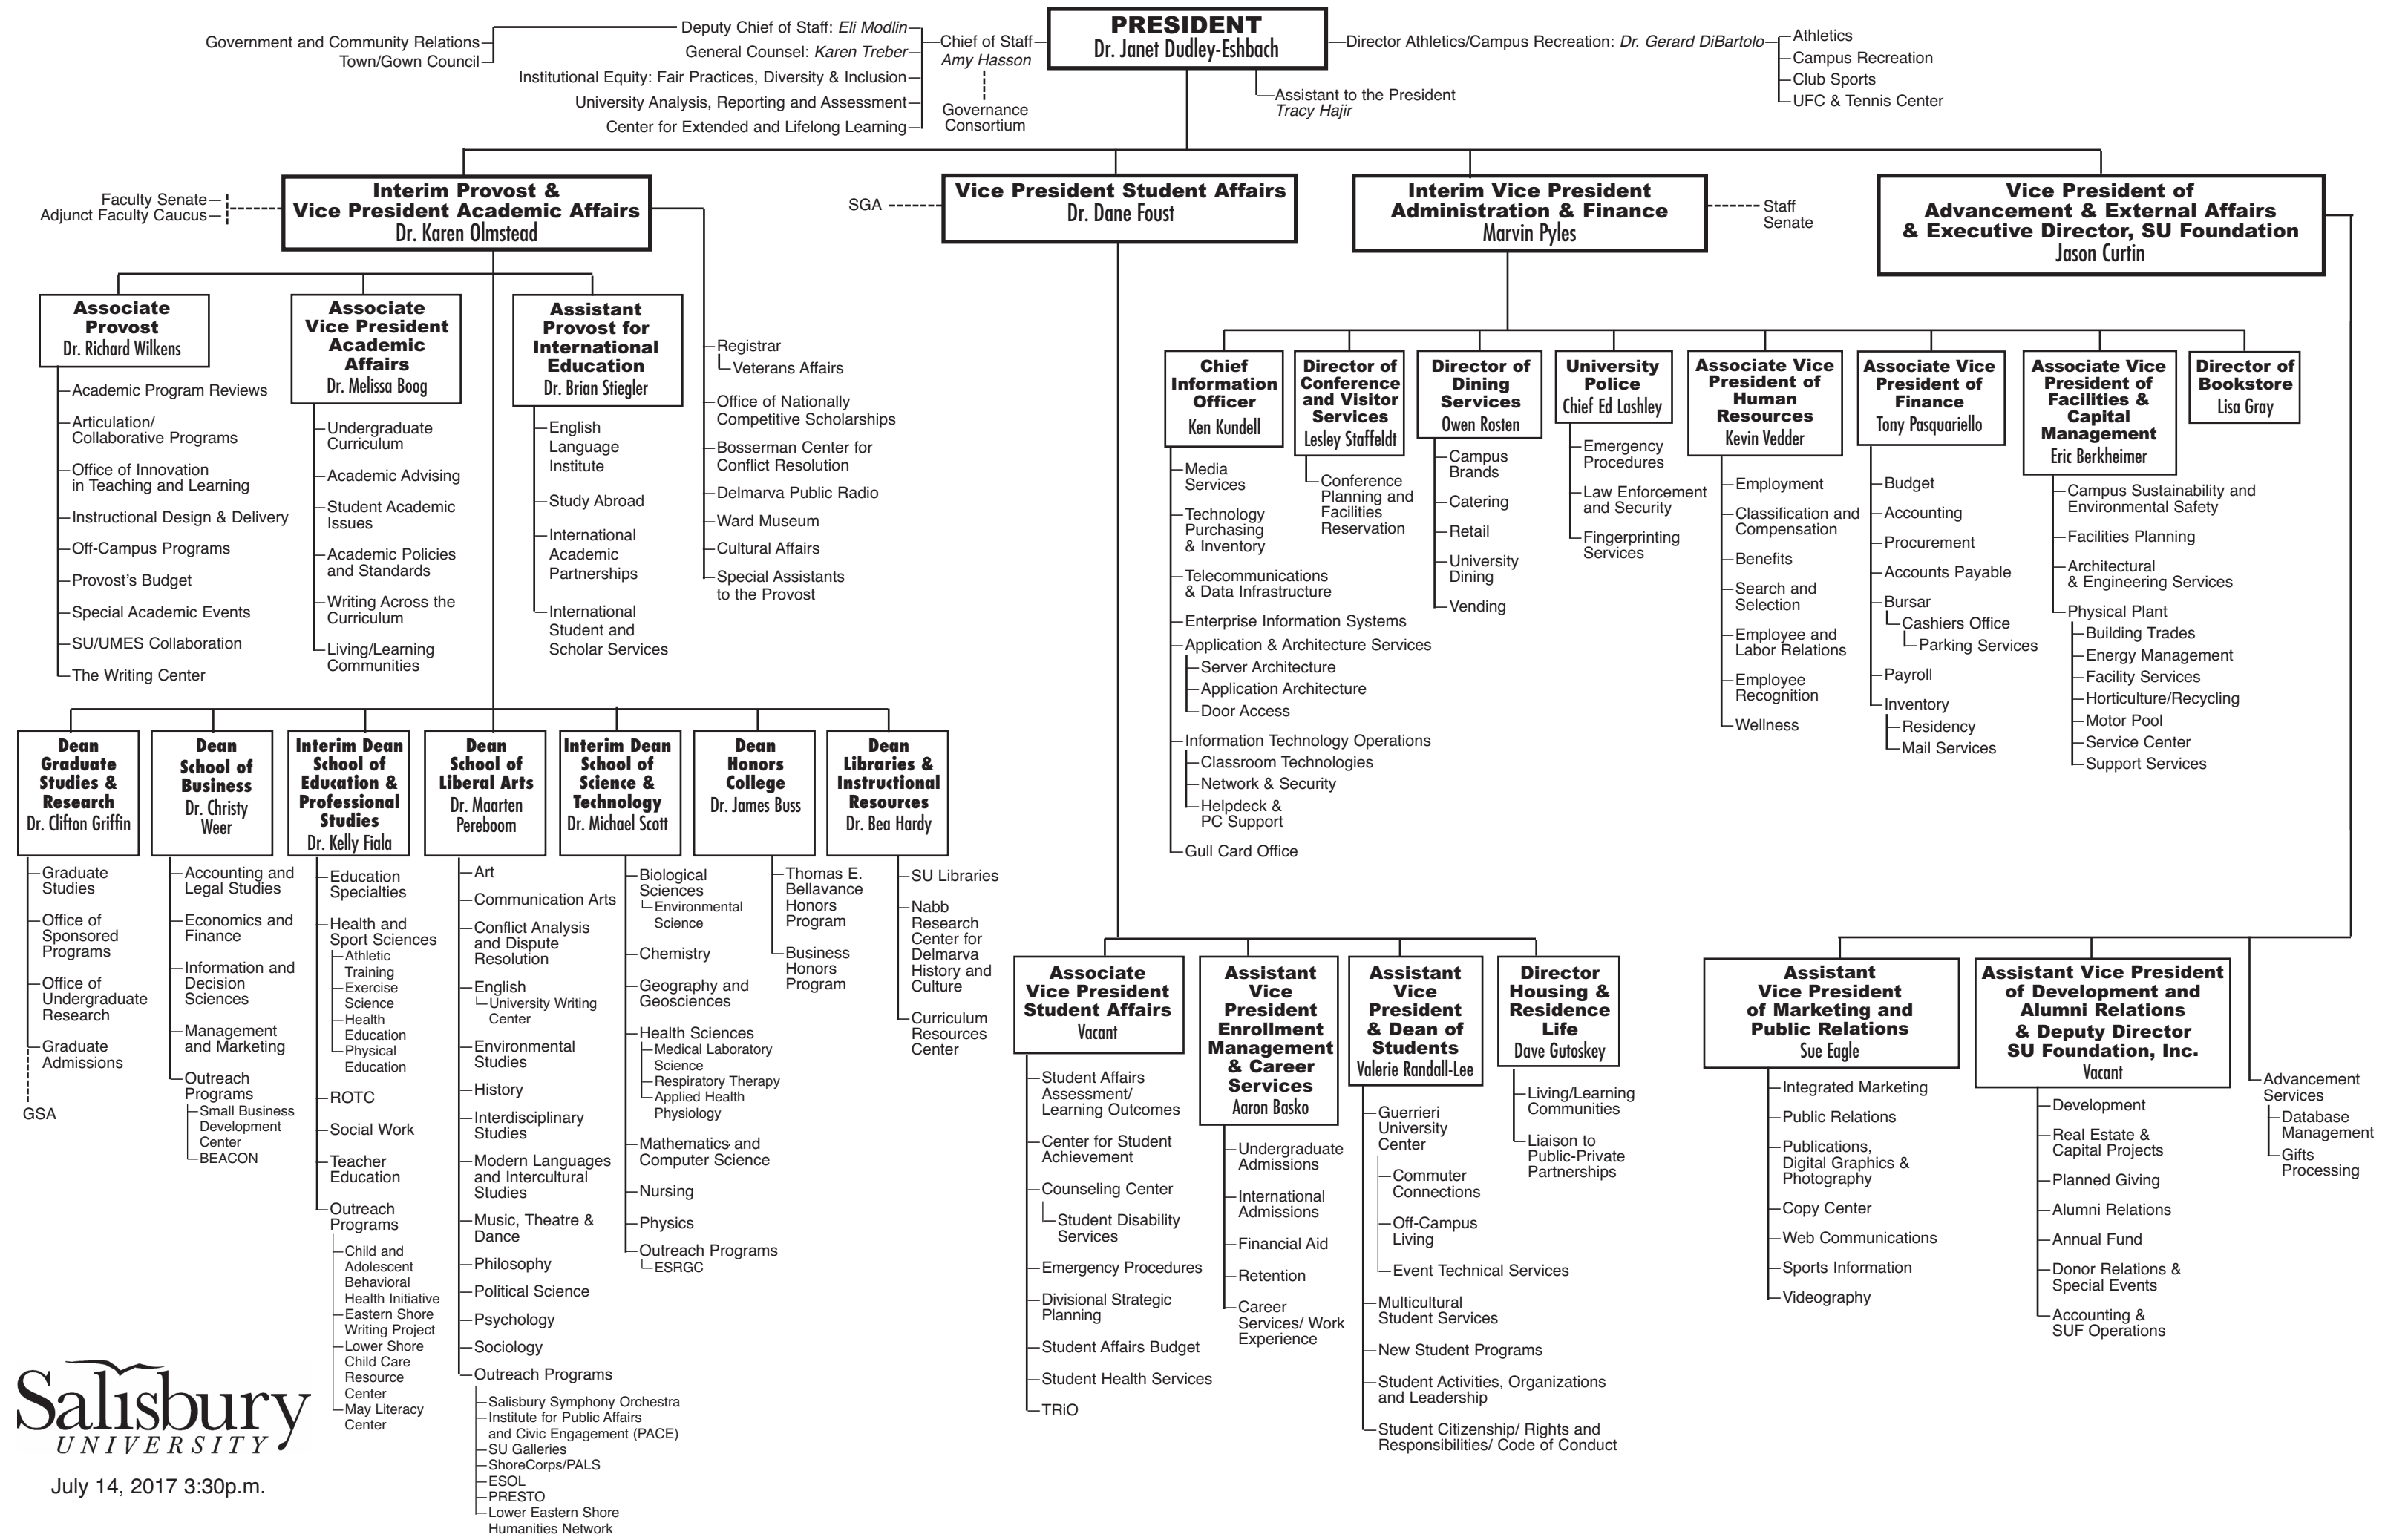 Deputy Chief of Staff: Eli Modlin
Government and Community Relations
Town/Gown Council
General Counsel: Karen Treber
Institutional Equity: Fair Practices, Diversity & Inclusion
University Analysis, Reporting and Assessment
Center for Extended and Lifelong Learning
Chief of Staff
Amy Hasson
Governance
Consortium
PRESIDENT
Dr. Janet Dudley-Eshbach
Assistant to the President
Tracy Hajir
Director Athletics/Campus Recreation: Dr. Gerard DiBartolo
Athletics
Campus Recreation
Club Sports
UFC & Tennis Center
Faculty Senate
Adjunct Faculty Caucus
Interim Provost &
Vice President Academic Affairs
Dr. Karen Olmstead
SGA
Vice President Student Affairs
Dr. Dane Foust
Interim Vice President
Administration & Finance
Marvin Pyles
Staff
Senate
Vice President of
Advancement & External Affairs
& Executive Director, SU Foundation
Jason Curtin
Associate
Provost
Dr. Richard Wilkens
Academic Program Reviews
Articulation/
Collaborative Programs
Office of Innovation
in Teaching and Learning
Instructional Design & Delivery
Off-Campus Programs
Provost's Budget
Special Academic Events
SU/UMES Collaboration
The Writing Center
Associate
Vice President
Academic
Affairs
Dr. Melissa Boog
Undergraduate
Curriculum
Academic Advising
Student Academic
Issues
Academic Policies
and Standards
Writing Across the
Curriculum
Living/Learning
Communities
Assistant
Provost for
International
Education
Dr. Brian Stiegler
English
Language
Institute
Study Abroad
International
Academic
Partnerships
International
Student and
Scholar Services
Registrar
Veterans Affairs
Office of Nationally
Competitive Scholarships
Bosserman Center for
Conflict Resolution
Delmarva Public Radio
Ward Museum
Cultural Affairs
Special Assistants
to the Provost
Chief
Information
Officer
Ken Kundell
Media
Services
Technology
Purchasing
& Inventory
Telecommunications
& Data Infrastructure
Enterprise Information Systems
Application & Architecture Services
Server Architecture
Application Architecture
Door Access
Information Technology Operations
Classroom Technologies
Network & Security
Helpdeck &
PC Support
Gull Card Office
Director of
Conference
and Visitor
Services
Lesley Staffeldt
Conference
Planning and
Facilities
Reservation
Director of
Dining
Services
Owen Rosten
Campus
Brands
Catering
Retail
University
Dining
Vending
University
Police
Chief Ed Lashley
Emergency
Procedures
Law Enforcement
and Security
Fingerprinting
Services
Associate Vice
President of
Human
Resources
Kevin Vedder
Employment
Classification and
Compensation
Benefits
Search and
Selection
Employee and
Labor Relations
Employee
Recognition
Wellness
Associate Vice
President of
Finance
Tony Pasquariello
Budget
Accounting
Procurement
Accounts Payable
Bursar
Cashiers Office
Parking Services
Payroll
Inventory
Residency
Mail Services
Associate Vice
President of
Facilities &
Capital
Management
Eric Berkheimer
Campus Sustainability and
Environmental Safety
Facilities Planning
Architectural
& Engineering Services
Physical Plant
Building Trades
Energy Management
Facility Services
Horticulture/Recycling
Motor Pool
Service Center
Support Services
Director of
Bookstore
Lisa Gray
Dean
Graduate
Studies &
Research
Dr. Clifton Griffin
Graduate
Studies
Office of
Sponsored
Programs
Office of
Undergraduate
Research
Graduate
Admissions
GSA
Dean
School of
Business
Dr. Christy
Weer
Accounting and
Legal Studies
Economics and
Finance
Information and
Decision
Sciences
Management
and Marketing
Outreach
Programs
Small Business
Development
Center
BEACON
Interim Dean
School of
Education &
Professional
Studies
Dr. Kelly Fiala
Education
Specialties
Health and
Sport Sciences
Athletic
Training
Exercise
Science
Health
Education
Physical
Education
ROTC
Social Work
Teacher
Education
Outreach
Programs
Child and
Adolescent
Behavioral
Health Initiative
Eastern Shore
Writing Project
Lower Shore
Child Care
Resource
Center
May Literacy
Center
Dean
School of
Liberal Arts
Dr. Maarten
Pereboom
Art
Communication Arts
Conflict Analysis
and Dispute
Resolution
English
University Writing
Center
Environmental
Studies
History
Interdisciplinary
Studies
Modern Languages
and Intercultural
Studies
Music, Theatre &
Dance
Philosophy
Political Science
Psychology
Sociology
Outreach Programs
Salisbury Symphony Orchestra
Institute for Public Affairs
and Civic Engagement (PACE)
SU Galleries
ShoreCorps/PALS
ESOL
PRESTO
Lower Eastern Shore
Humanities Network
Interim Dean
School of
Science &
Technology
Dr. Michael Scott
Biological
Sciences
Environmental
Science
Chemistry
Geography and
Geosciences
Health Sciences
Medical Laboratory
Science
Respiratory Therapy
Applied Health
Physiology
Mathematics and
Computer Science
Nursing
Physics
Outreach Programs
ESRGC
Dean
Honors
College
Dr. James Buss
Thomas E.
Bellavance
Honors
Program
Business
Honors
Program
Dean
Libraries &
Instructional
Resources
Dr. Bea Hardy
SU Libraries
Nabb
Research
Center for
Delmarva
History and
Culture
Curriculum
Resources
Center
Associate
Vice President
Student Affairs
Vacant
Student Affairs
Assessment/
Learning Outcomes
Center for Student
Achievement
Counseling Center
Student Disability
Services
Emergency Procedures
Divisional Strategic
Planning
Student Affairs Budget
Student Health Services
TRiO
Assistant
Vice
President
Enrollment
Management
& Career
Services
Aaron Basko
Undergraduate
Admissions
International
Admissions
Financial Aid
Retention
Career
Services/ Work
Experience
Assistant
Vice
President
& Dean of
Students
Valerie Randall-Lee
Guerrieri
University
Center
Commuter
Connections
Off-Campus
Living
Event Technical Services
Multicultural
Student Services
New Student Programs
Student Activities, Organizations
and Leadership
Student Citizenship/ Rights and
Responsibilities/ Code of Conduct
Director
Housing &
Residence
Life
Dave Gutoskey
Living/Learning
Communities
Liaison to
Public-Private
Partnerships
Assistant
Vice President
of Marketing and
Public Relations
Sue Eagle
Integrated Marketing
Public Relations
Publications,
Digital Graphics &
Photography
Copy Center
Web Communications
Sports Information
Videography
Assistant Vice President
of Development and
Alumni Relations
& Deputy Director
SU Foundation, Inc.
Vacant
Development
Real Estate &
Capital Projects
Planned Giving
Alumni Relations
Annual Fund
Donor Relations &
Special Events
Accounting &
SUF Operations
Advancement
Services
Database
Management
Gifts
Processing
Salisbury
UNIVERSITY
July 14, 2017 3:30p.m.